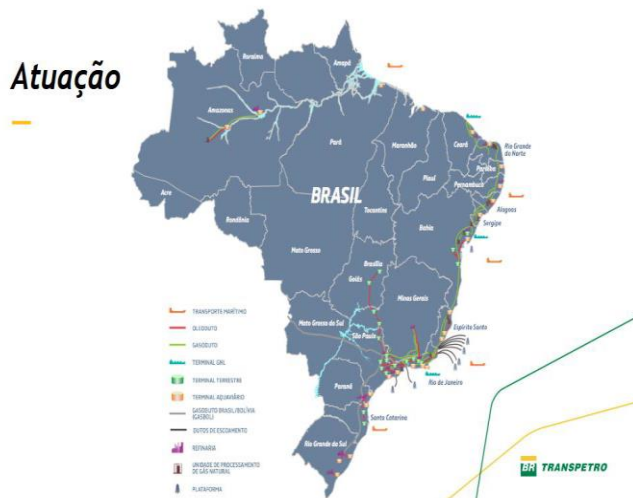 Atuação
Roraima
Amapá
Amazonas
Pará
Maranhão
Ceará
Rio Grande
do Norte
Paraíba
Pernambuco
Piauí
Alagoas
Sergipe
Acre
Rondônia
BRASIL
Tocantins
Bahia
Mato Grosso
Brasília
Goiás
Minas Gerais
Mato Grosso do Sul
Espírito Santo
São Paulo
Rio de Janeiro
Paraná
Santa Catarina
Rio Grande do Sul
TRANSPORTE MARÍTIMO
OLEODUTO
GASODUTO
TERMINAL GNL
TERMINAL TERRESTRE
TERMINAL AQUAVIÁRIO
GASODUTO BRASIL/BOLÍVIA
(GASBOL)
DUTOS DE ESCOAMENTO
REFINARIA
UNIDADE DE PROCESSAMENTO
DE GÁS NATURAL
PLATAFORMA
BR TRANSPETRO